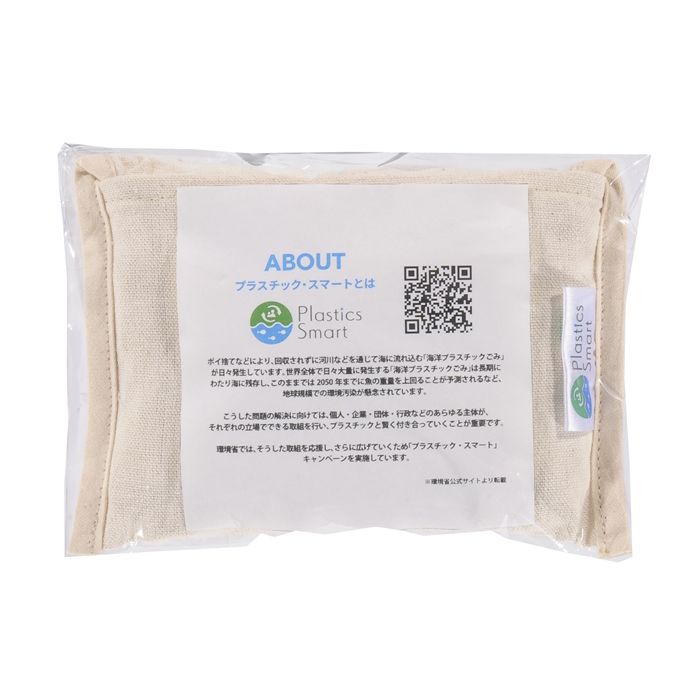 ABOUT
プラスチック・スマートとは
Plastics
Smart
ポイ捨てなどにより、回収されずに河川などを通じて海に流れ込む「海洋プラスチックごみ」
が日々発生しています。世界全体で日々大量に発生する「海洋プラスチックごみ」は長期に
わたり海に残存し、このままでは 2050 年までに魚の重量を上回ることが予測されるなど、
地球規模での環境汚染が懸念されています。
こうした問題の解決に向けては、個人・企業・団体・行政などのあらゆる主体が、
それぞれの立場でできる取組を行い、プラスチックと賢く付き合っていくことが重要です。
環境省では、そうした取組を応援し、さらに広げていくため「プラスチック・スマート」
キャンペーンを実施しています。
※環境省公式サイトより転載
Plastics
Smart